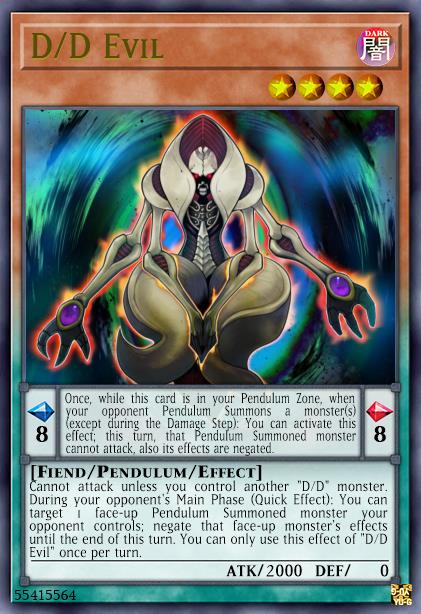 D/D Evil
DARK
闇
Once, while this card is in your Pendulum Zone, when
your opponent Pendulum Summons a monster(s)
(except during the Damage Step): You can activate this
effect; this turn, that Pendulum Summoned monster
cannot attack, also its effects are negated.
8
8
[Fiend/Pendulum/Effect]
Cannot attack unless you control another "D/D" monster.
During your opponent's Main Phase (Quick Effect): You can
target 1 face-up Pendulum Summoned monster your
opponent controls; negate that face-up monster's effects
until the end of this turn. You can only use this effect of "D/D
Evil" once per turn.
ATK/2000 DEF/ 0
55415564